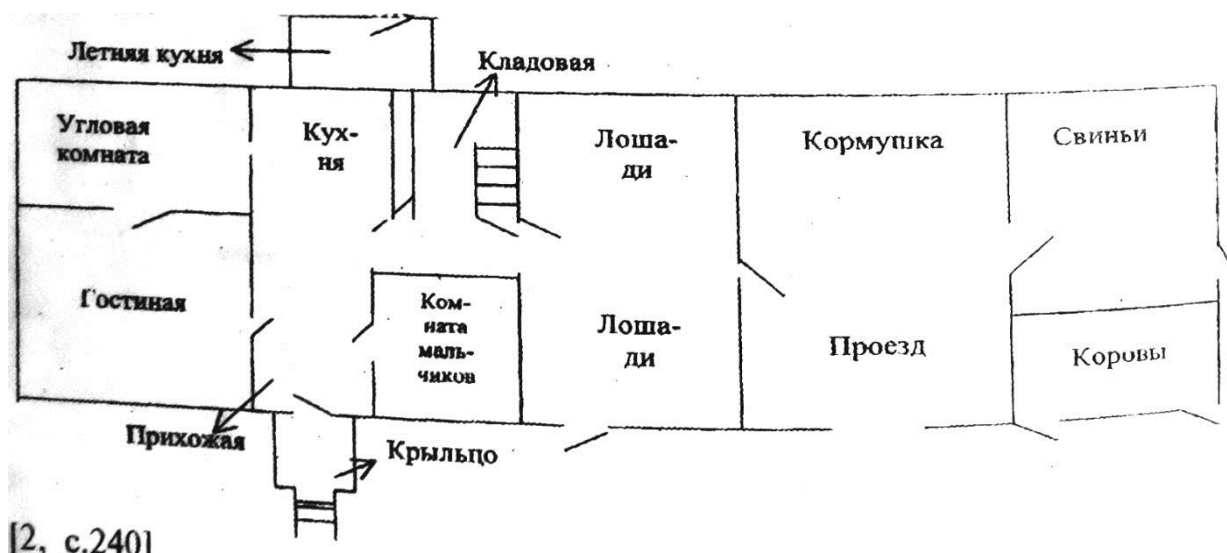 Летняя кухня
Кладовая
Угловая
комната
Кух-
ня
Лоша-
ди
Кормушка
Свиньи
Гостиная
Ком-
ната
маль-
чиков
Лоша-
ди
Проезд
Коровы
Прихожая
Крыльцо
[2, с.240]